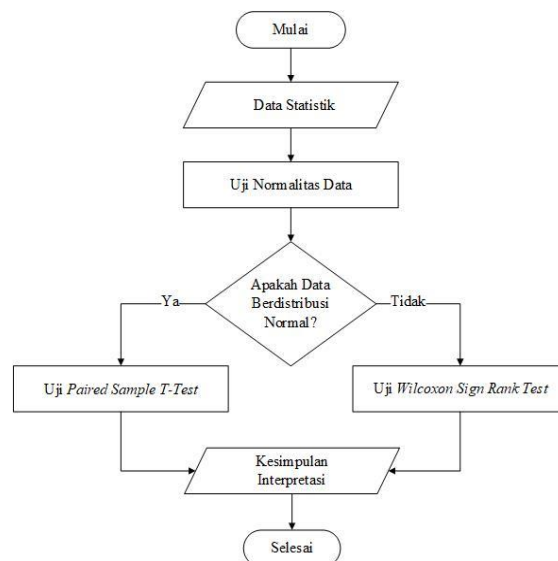 Mulai
Data Statistik
Uji Normalitas Data
Apakah Data
Berdistribusi
Normal?
Ya
Tidak
Uji Paired Sample T-Test
Uji Wilcoxon Sign Rank Test
Kesimpulan
Interpretasi
Selesai